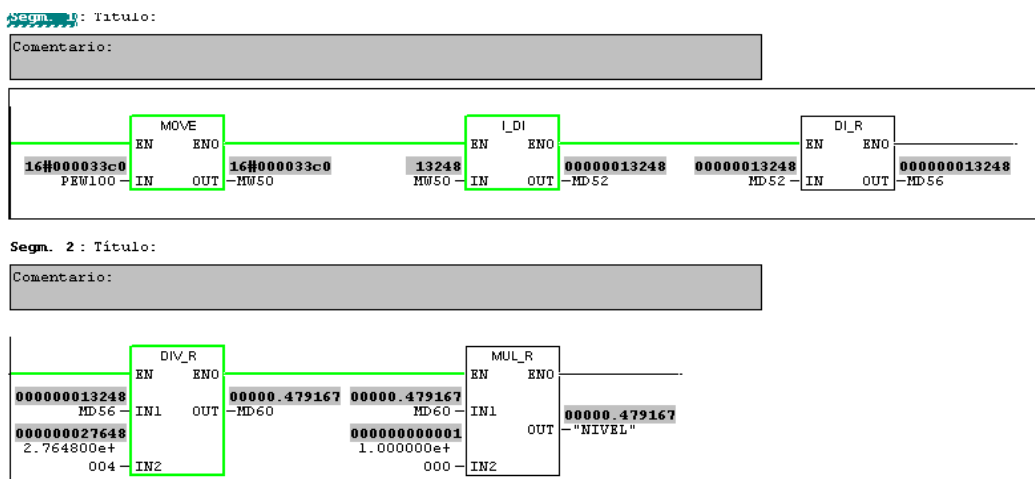 Segm. 1: Título:
Comentario:
MOVE I_DI DI_R
EN ENO EN ENO EN ENO
16#000033c0 16#000033c0 13248 00000013248 00000013248 000000013248
PEW100 IN OUT MW50 MW50 IN OUT MD52 MD52 IN OUT MD56
Segm. 2 : Título:
Comentario:
DIV_R MUL_R
EN ENO EN ENO
000000013248 00000.479167 00000.479167
MD56 IN1 OUT MD60 MD60 IN1 00000.479167
000000027648 000000000001 OUT "NIVEL"
2.764800e+ 1.000000e+
004 IN2 000 IN2